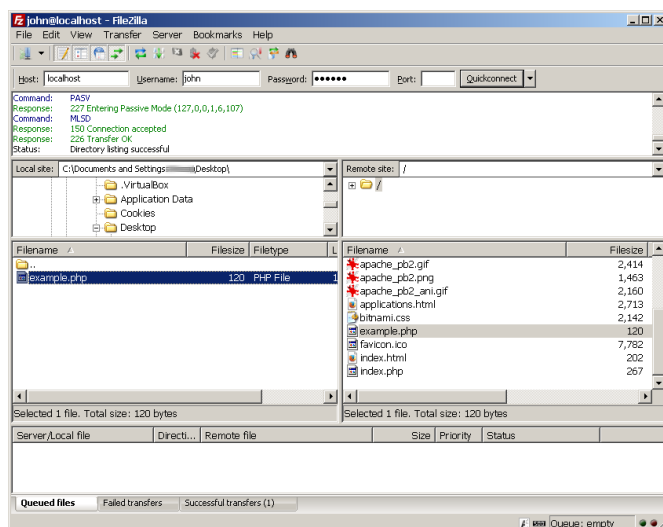 john@localhost - FileZilla
File Edit View Transfer Server Bookmarks Help
Host: localhost Username: john Password: ●●●●●● Port: Quickconnect
Command: PASV
Response: 227 Entering Passive Mode (127,0,0,1,6,107)
Command: MLSD
Response: 150 Connection accepted
Response: 226 Transfer OK
Status: Directory listing successful
Local site: C:\Documents and Settings \Desktop\ Remote site: /
.VirtualBox
Application Data
Cookies
Desktop
/
Filename Filesize Filetype L
..
example.php 120 PHP File 1
Selected 1 file. Total size: 120 bytes
Filename Filesize
apache_pb2.gif 2,414
apache_pb2.png 1,463
apache_pb2_ani.gif 2,160
applications.html 2,713
bitnami.css 2,142
example.php 120
favicon.ico 7,782
index.html 202
index.php 267
Selected 1 file. Total size: 120 bytes
Server/Local file Directi... Remote file Size Priority Status
Queued files Failed transfers Successful transfers (1)
Queue: empty